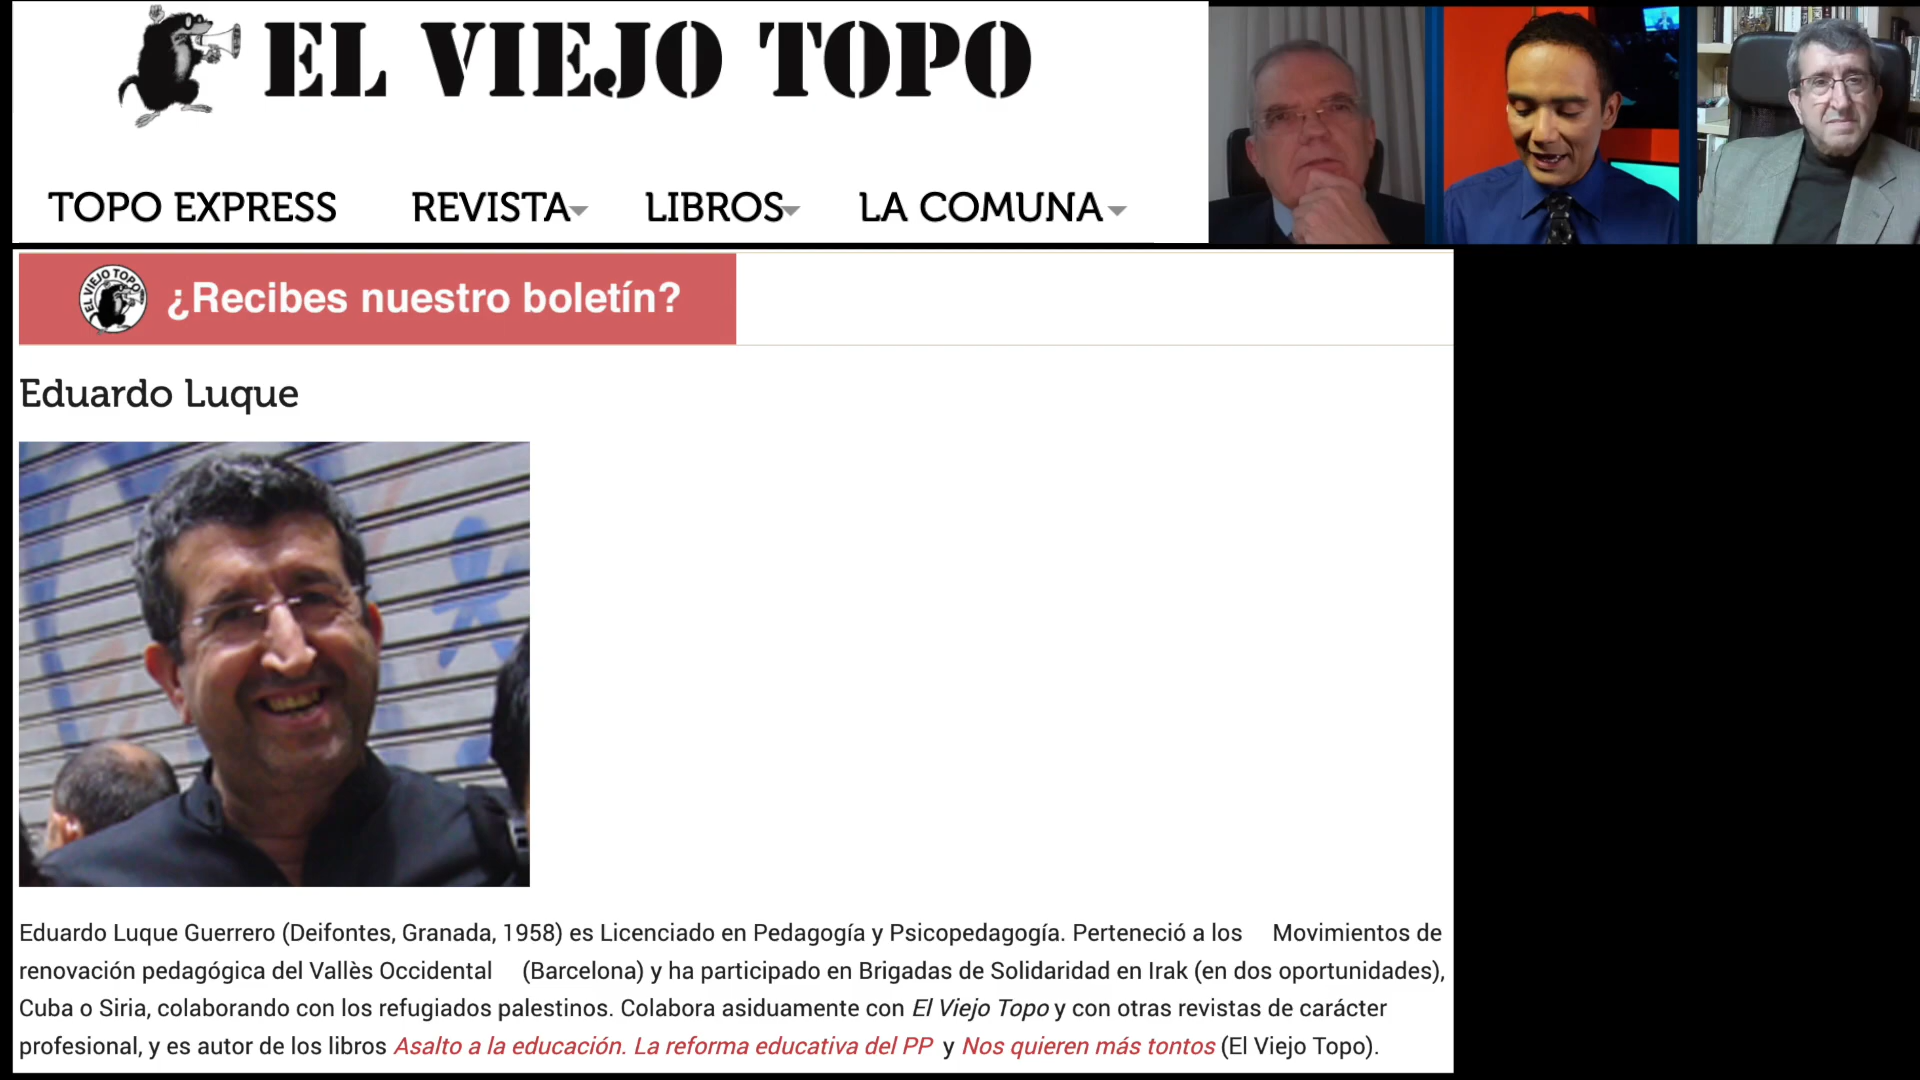 EL VIEJO TOPO
TOPO EXPRESS REVISTA LIBROS LA COMUNA
EL VIEJO TOPO
¿Recibes nuestro boletín?
Eduardo Luque
Eduardo Luque Guerrero (Deifontes, Granada, 1958) es Licenciado en Pedagogía y Psicopedagogía. Perteneció a los Movimientos de
renovación pedagógica del Vallès Occidental (Barcelona) y ha participado en Brigadas de Solidaridad en Irak (en dos oportunidades),
Cuba o Siria, colaborando con los refugiados palestinos. Colabora asiduamente con El Viejo Topo y con otras revistas de carácter
profesional, y es autor de los libros Asalto a la educación. La reforma educativa del PP y Nos quieren más tontos (El Viejo Topo).